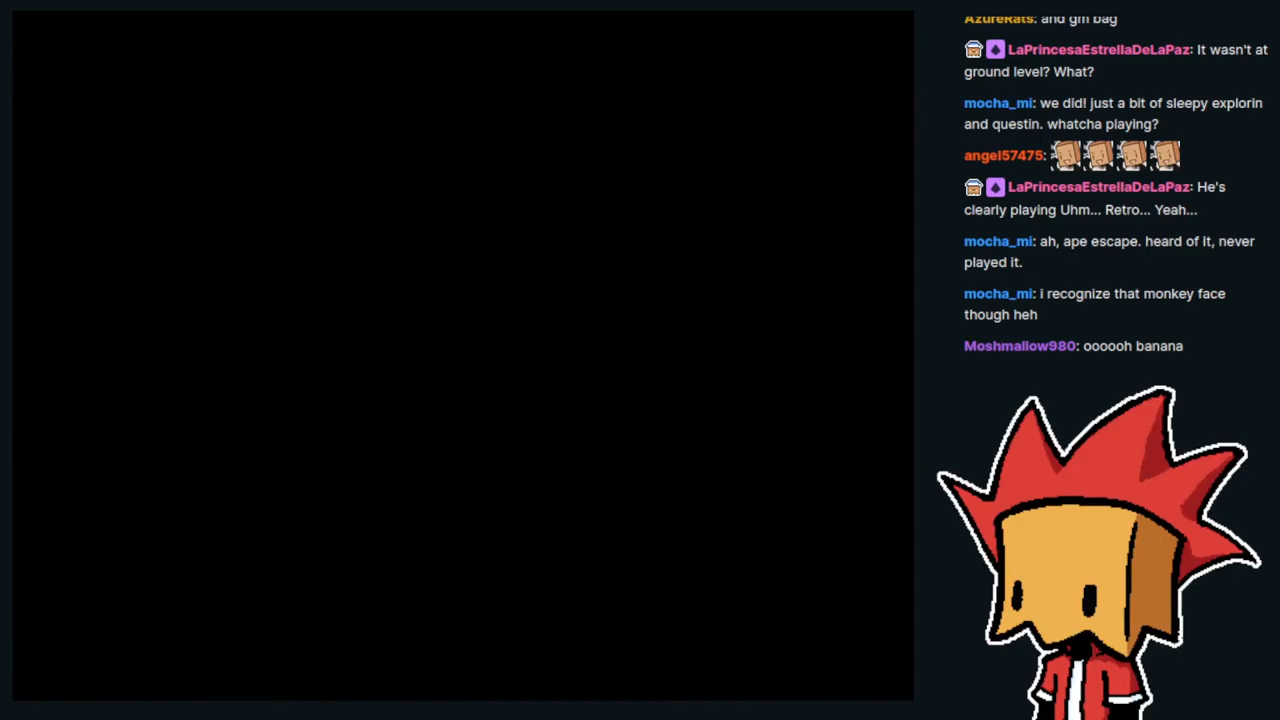 AzureRats: and gm bag
LaPrincesaEstrellaDeLaPaz: It wasn't at
ground level? What?
mocha_mi: we did! just a bit of sleepy explorin
and questin. whatcha playing?
angel57475:
LaPrincesaEstrellaDeLaPaz: He's
clearly playing Uhm... Retro... Yeah...
mocha_mi: ah, ape escape. heard of it, never
played it.
mocha_mi: i recognize that monkey face
though heh
Moshmallow980: oooooh banana